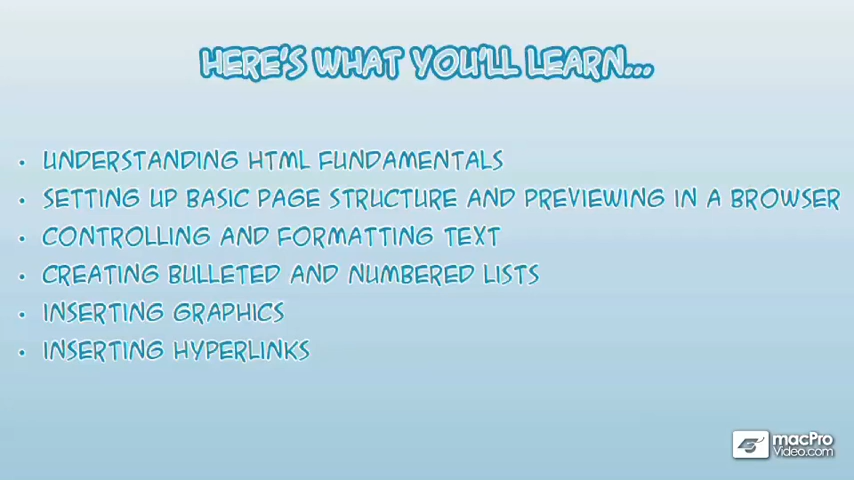 HERE'S WHAT YOU'LL LEARN...
• UNDERSTANDING HTML FUNDAMENTALS
• SETTING UP BASIC PAGE STRUCTURE AND PREVIEWING IN A BROWSER
• CONTROLLING AND FORMATTING TEXT
• CREATING BULLETED AND NUMBERED LISTS
• INSERTING GRAPHICS
• INSERTING HYPERLINKS
macPro
Video.com